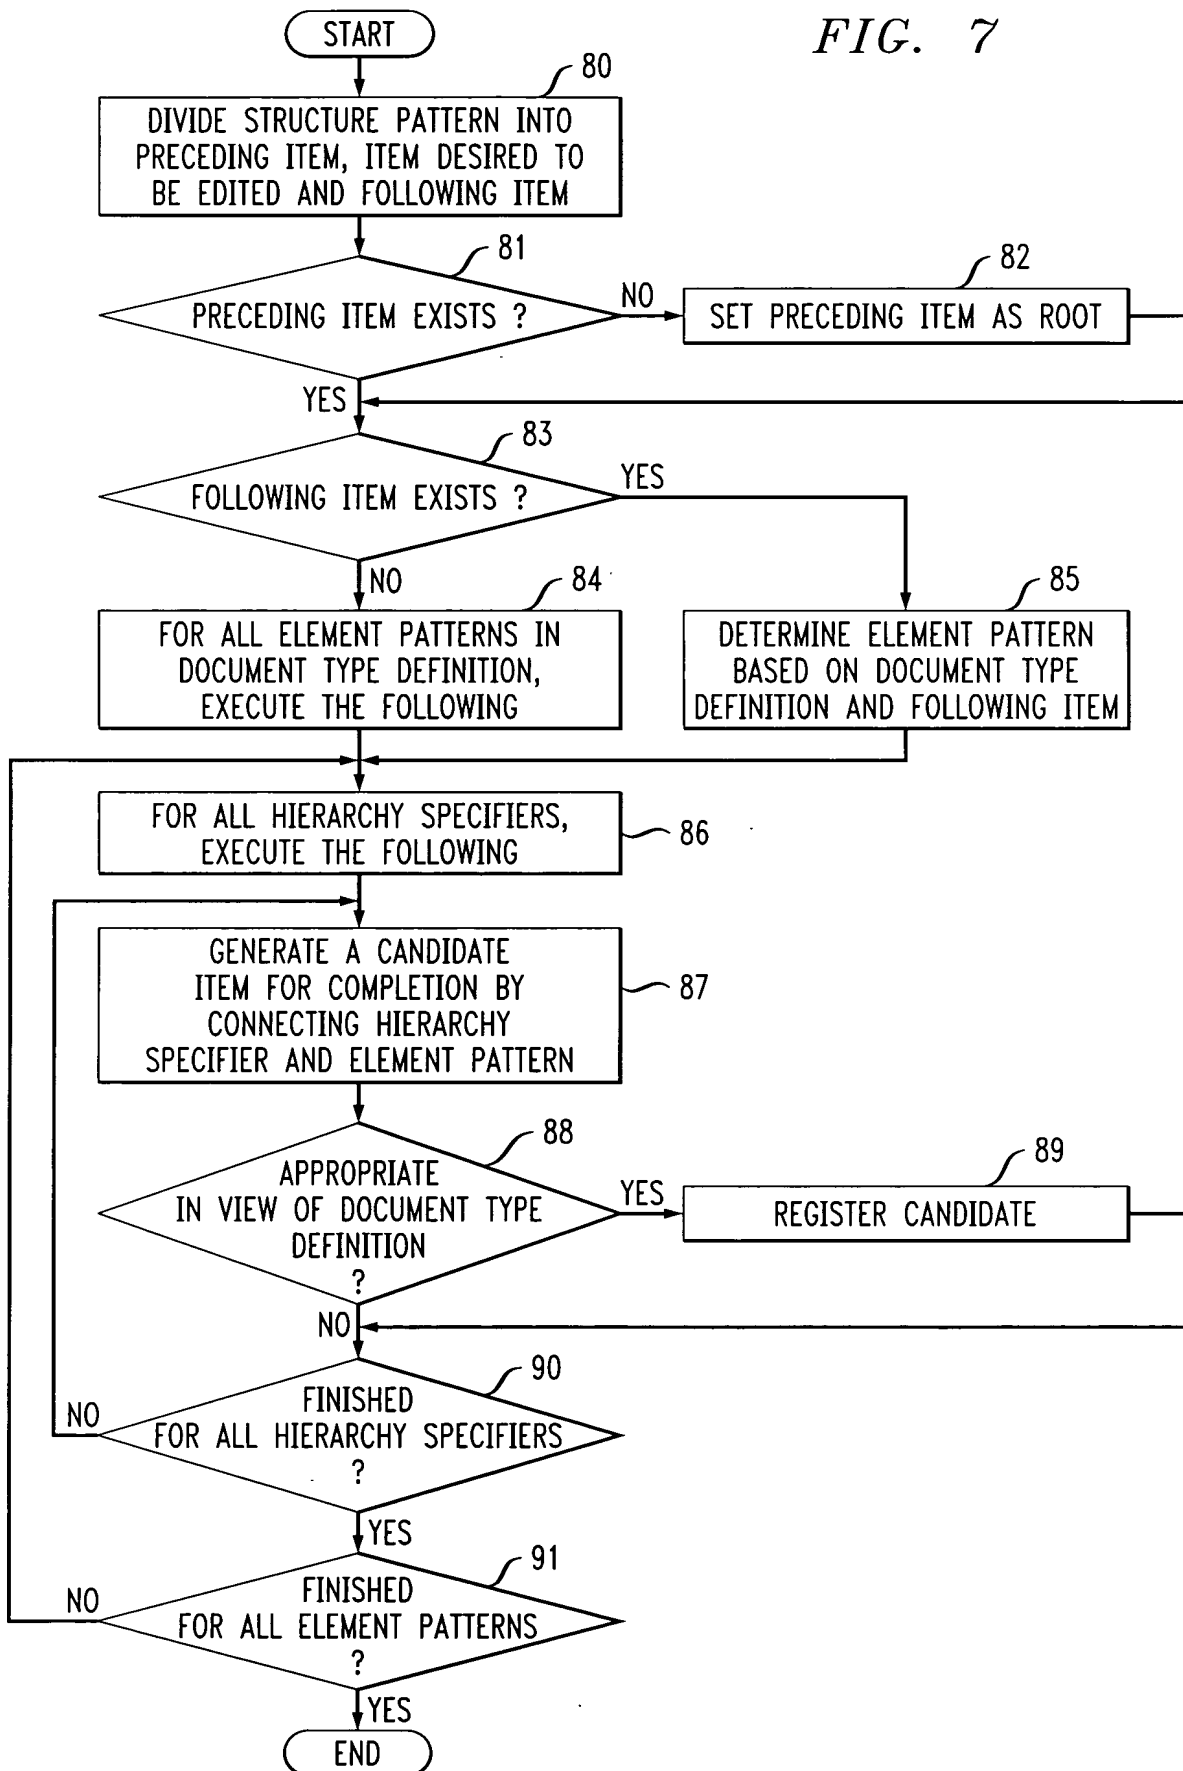 START
FIG. 7
80
DIVIDE STRUCTURE PATTERN INTO
PRECEDING ITEM, ITEM DESIRED TO
BE EDITED AND FOLLOWING ITEM
81
PRECEDING ITEM EXISTS ?
NO
82
SET PRECEDING ITEM AS ROOT
YES
83
FOLLOWING ITEM EXISTS ?
YES
NO
84
FOR ALL ELEMENT PATTERNS IN
DOCUMENT TYPE DEFINITION,
EXECUTE THE FOLLOWING
85
DETERMINE ELEMENT PATTERN
BASED ON DOCUMENT TYPE
DEFINITION AND FOLLOWING ITEM
FOR ALL HIERARCHY SPECIFIERS,
EXECUTE THE FOLLOWING
86
GENERATE A CANDIDATE
ITEM FOR COMPLETION BY
CONNECTING HIERARCHY
SPECIFIER AND ELEMENT PATTERN
87
88
APPROPRIATE
IN VIEW OF DOCUMENT TYPE
DEFINITION
?
YES
89
REGISTER CANDIDATE
NO
90
FINISHED
FOR ALL HIERARCHY SPECIFIERS
?
NO
YES
91
FINISHED
FOR ALL ELEMENT PATTERNS
?
NO
YES
END